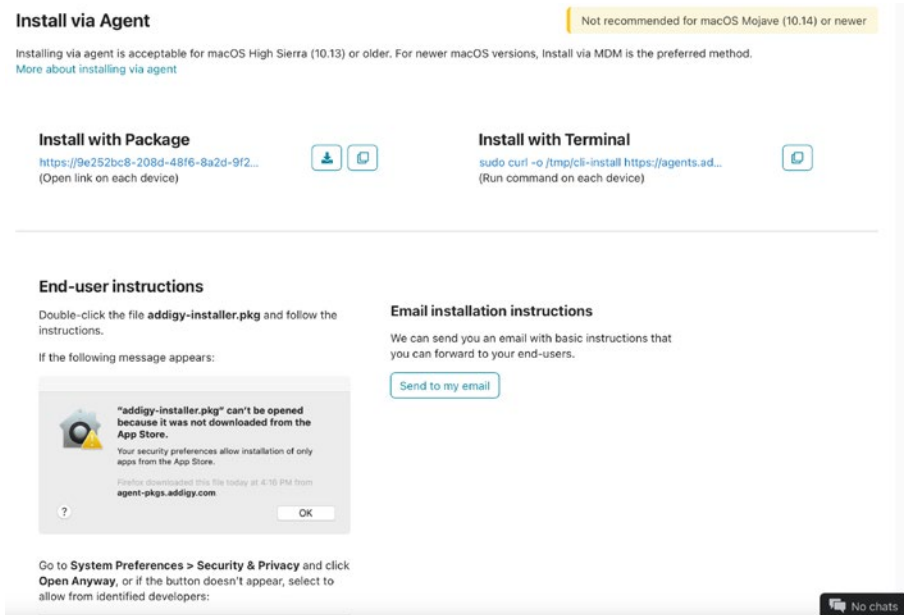 Install via Agent
Not recommended for macOS Mojave (10.14) or newer
Installing via agent is acceptable for macOS High Sierra (10.13) or older. For newer macOS versions, Install via MDM is the preferred method.
More about installing via agent
Install with Package
https://9e252bc8-208d-48f6-8a2d-9f2...
(Open link on each device)
Install with Terminal
sudo curl -o /tmp/cli-install https://agents.ad...
(Run command on each device)
End-user instructions
Double-click the file addigy-installer.pkg and follow the
instructions.
If the following message appears:
"addigy-installer.pkg" can't be opened
because it was not downloaded from the
App Store.
Your security preferences allow installation of only
apps from the App Store.
Firefox downloaded this file today at 4:16 PM from
agent-pkgs.addigy.com
?
OK
Go to System Preferences > Security & Privacy and click
Open Anyway, or if the button doesn't appear, select to
allow from identified developers:
Email installation instructions
We can send you an email with basic instructions that
you can forward to your end-users.
Send to my email
No chats